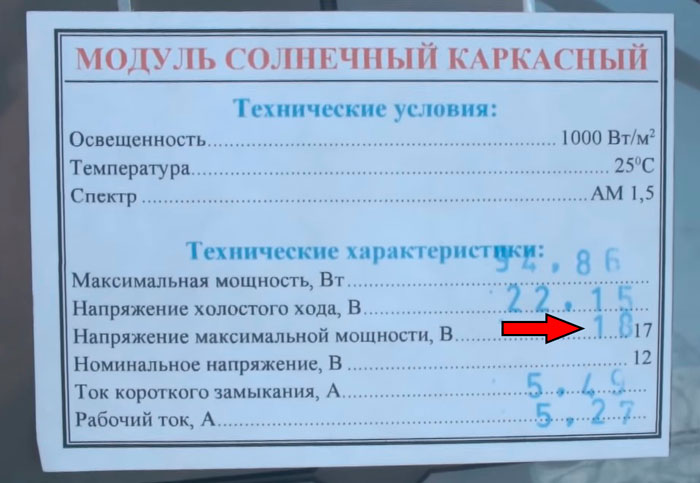 МОДУЛЬ СОЛНЕЧНЫЙ КАРКАСНЫЙ
Технические условия:
Освещенность..........1000 Вт/м²
Температура..........25⁰С
Спектр..........АМ 1,5
Технические характеристики:
Максимальная мощность, Вт..........94.86
Напряжение холостого хода, В..........22.15
Напряжение максимальной мощности, В..........18 17
Номинальное напряжение, В..........12
Ток короткого замыкания, А..........5.49
Рабочий ток, А..........5.27